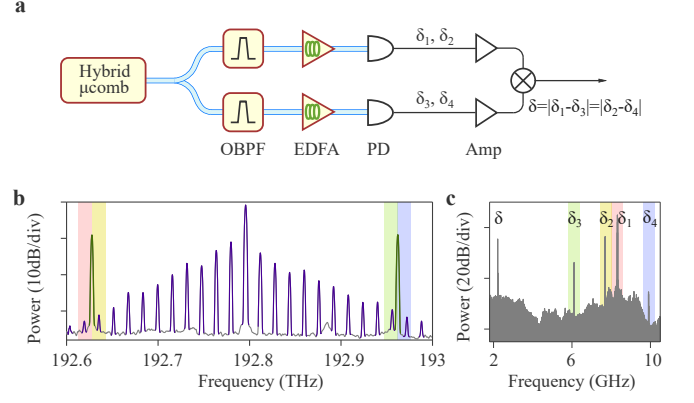 a
Hybrid
μcomb
δ1, δ2
δ3, δ4
δ=|δ1-δ3|=|δ2-δ4|
OBPF
EDFA
PD
Amp
b
Power (10dB/div)
192.6
192.7
192.8
192.9
193
Frequency (THz)
c
Power (20dB/div)
δ
δ3
δ2
δ1
δ4
2
6
10
Frequency (GHz)